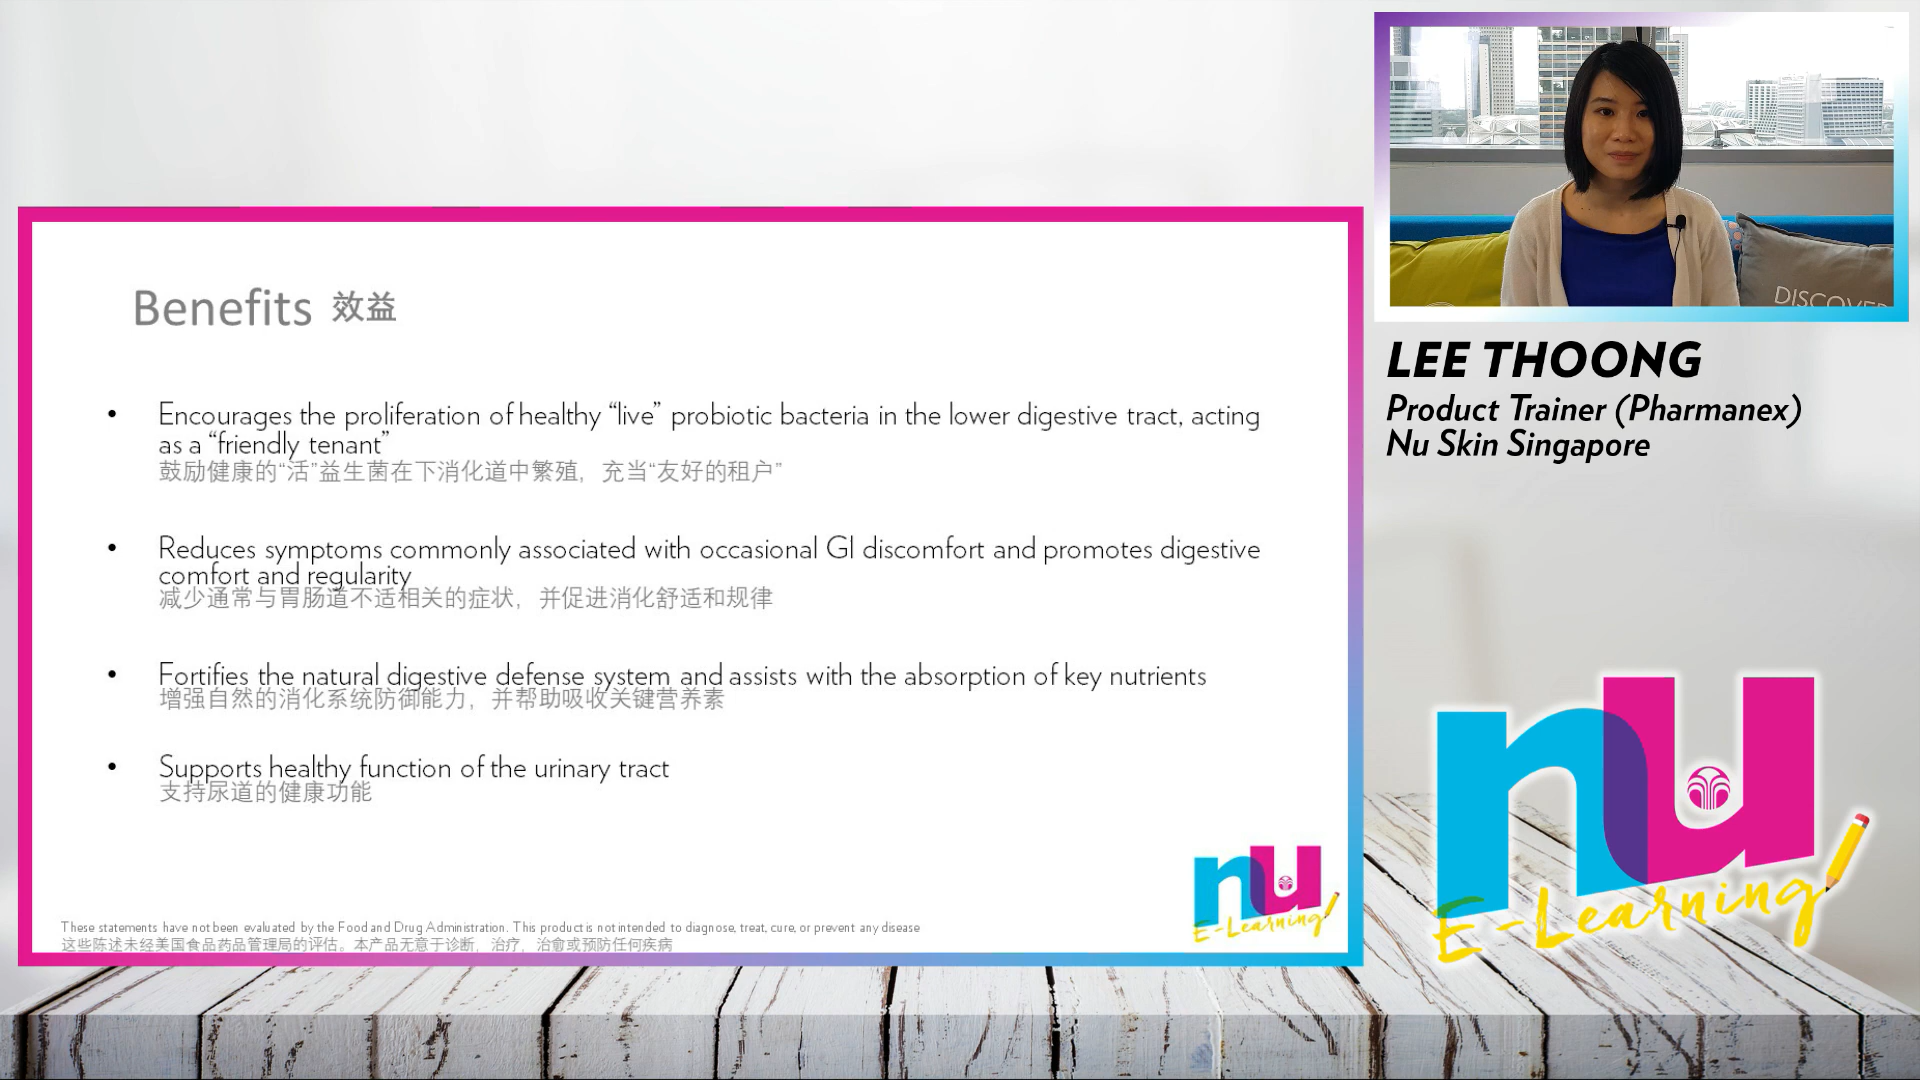 Benefits 效益
• Encourages the proliferation of healthy “live” probiotic bacteria in the lower digestive tract, acting
as a “friendly tenant”
鼓励健康的“活”益生菌在下消化道中繁殖，充当“友好的租户”
• Reduces symptoms commonly associated with occasional GI discomfort and promotes digestive
comfort and regularity
减少通常与胃肠道不适相关的症状，并促进消化舒适和规律
• Fortifies the natural digestive defense system and assists with the absorption of key nutrients
增强自然的消化系统防御能力，并帮助吸收关键营养素
• Supports healthy function of the urinary tract
支持尿道的健康功能
These statements have not been evaluated by the Food and Drug Administration. This product is not intended to diagnose, treat, cure, or prevent any disease
这些陈述未经美国食品药品管理局的评估。本产品无意于诊断，治疗，治愈或预防任何疾病
nu
E-Learning
DISCOVER
LEE THOONG
Product Trainer (Pharmanex)
Nu Skin Singapore
nu
E-Learning